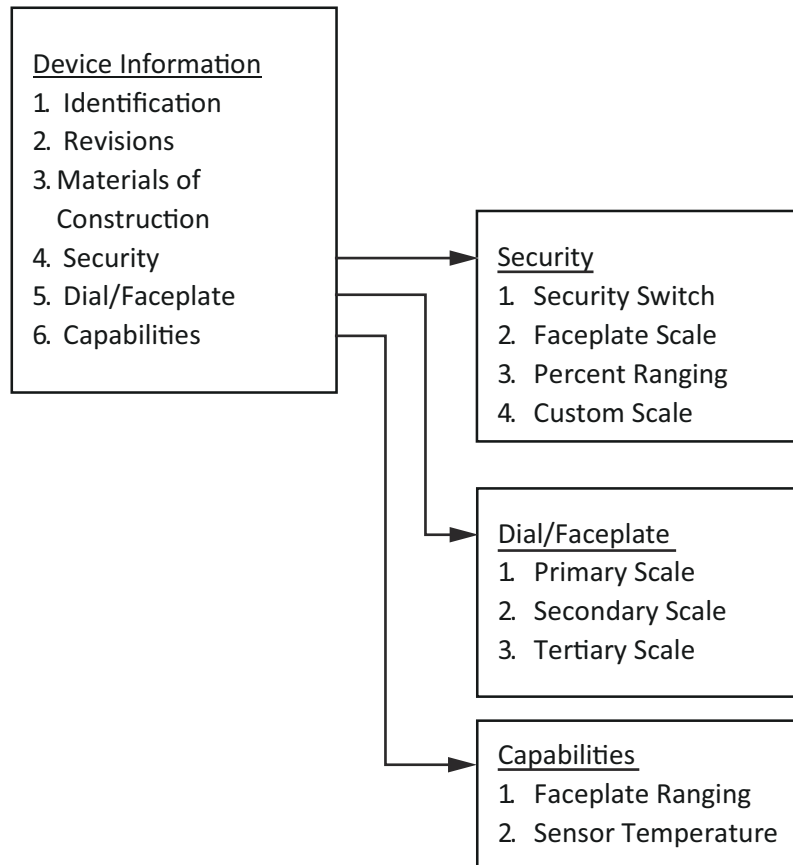 Device Information
1. Identification
2. Revisions
3. Materials of
Construction
4. Security
5. Dial/Faceplate
6. Capabilities
Security
1. Security Switch
2. Faceplate Scale
3. Percent Ranging
4. Custom Scale
Dial/Faceplate
1. Primary Scale
2. Secondary Scale
3. Tertiary Scale
Capabilities
1. Faceplate Ranging
2. Sensor Temperature